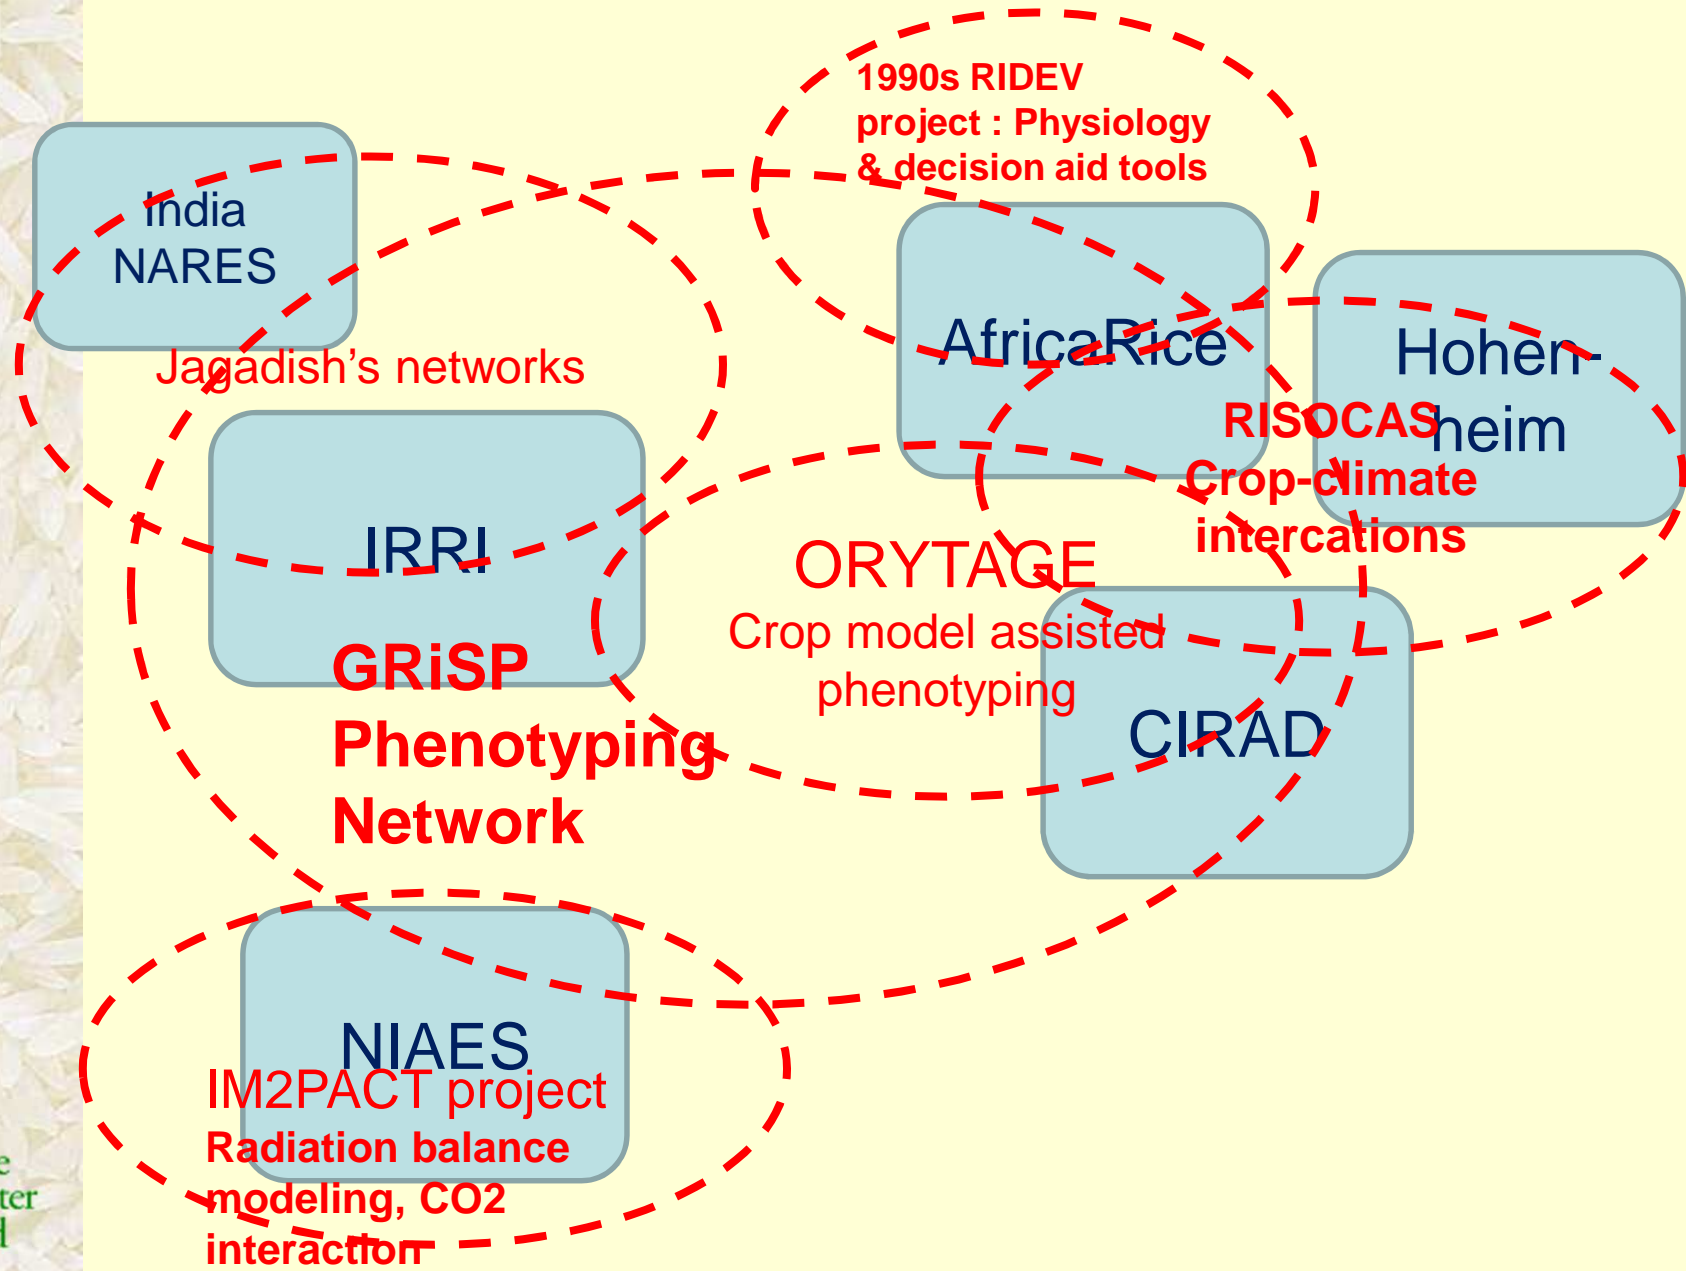 1990s RIDEV
project : Physiology
& decision aid tools
India
NARES
Jagadish's networks
AfricaRice
Hohen-
heim
RISOCAS
Crop-climate
intercations
IRRI
ORYTAGE
Crop model assisted
phenotyping
GRiSP
Phenotyping
Network
CIRAD
NIAES
IM2PACT project
Radiation balance
modeling, CO2
interaction